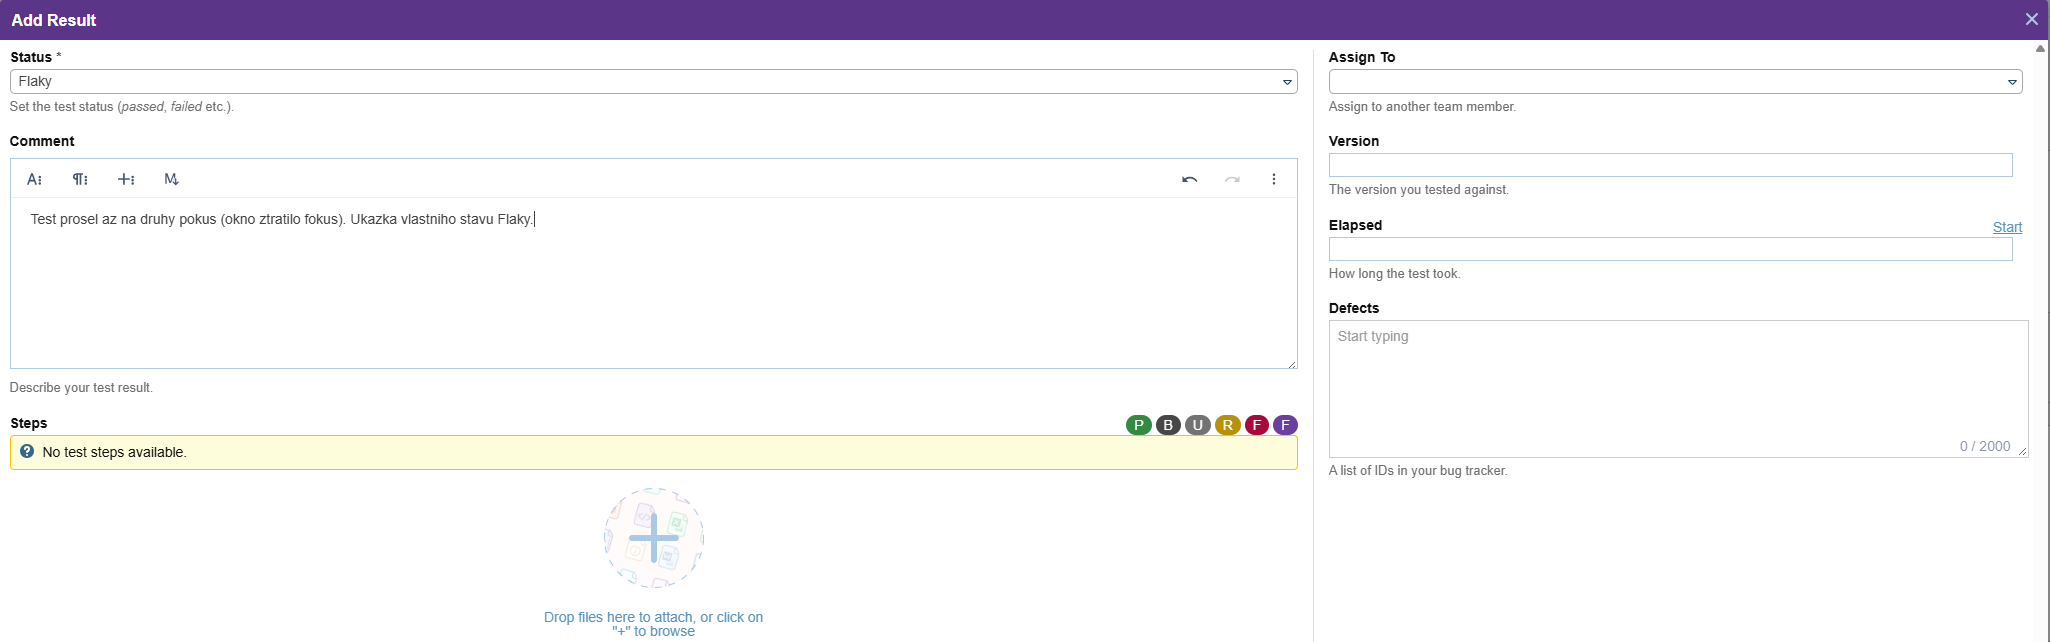 Add Result
Status *
Flaky
Set the test status (passed, failed etc.).
Comment
Test prosel az na druhy pokus (okno ztratilo fokus). Ukazka vlastniho stavu Flaky.
Describe your test result.
Steps
P B U R F F
No test steps available.
Drop files here to attach, or click on
"+" to browse
Assign To
Assign to another team member.
Version
The version you tested against.
Elapsed
Start
How long the test took.
Defects
Start typing
0 / 2000
A list of IDs in your bug tracker.